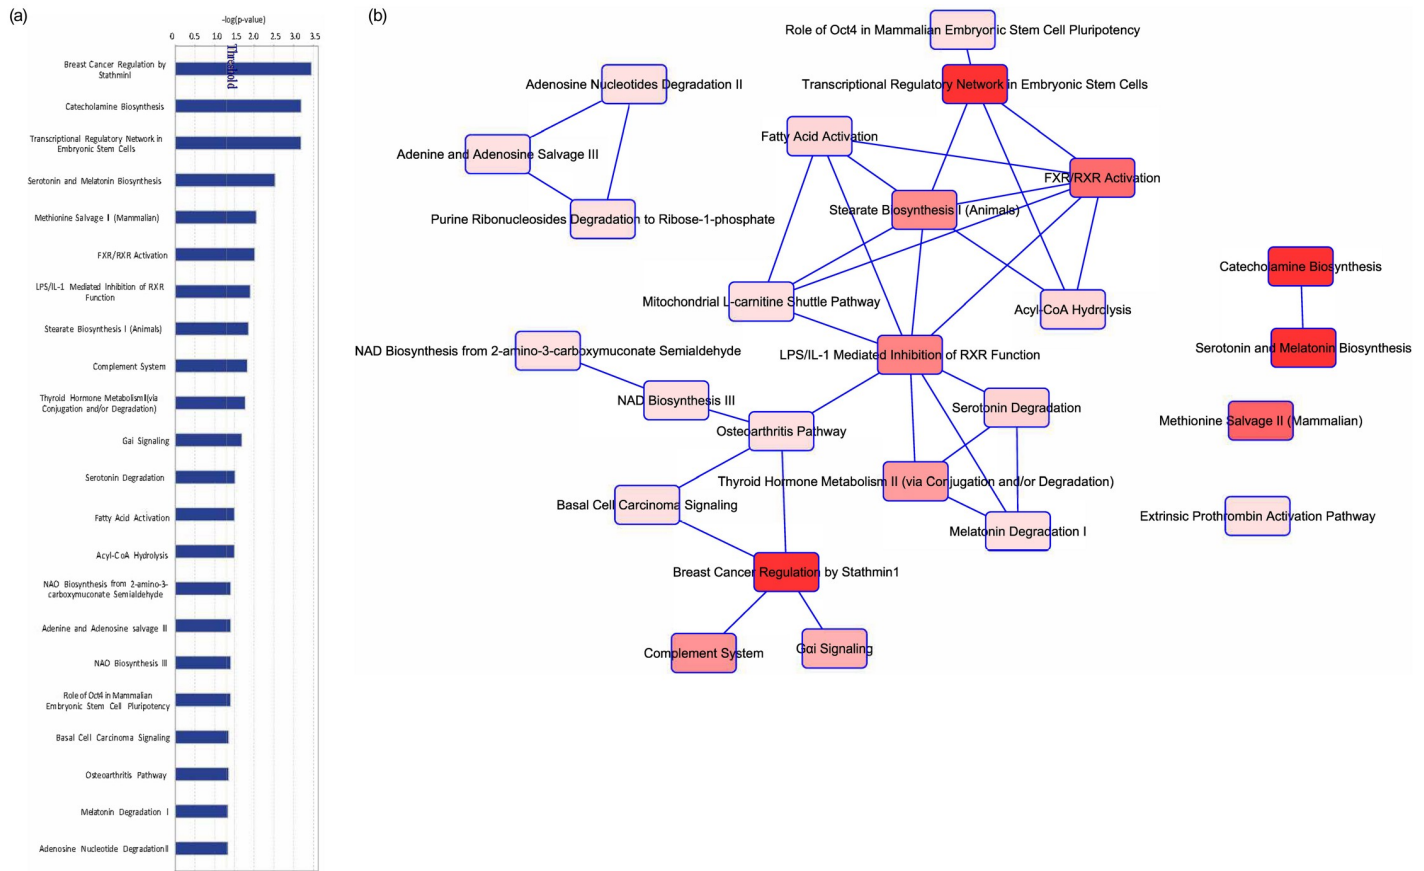 (a)
-log(p-value)
0 0.5 1.0 1.5 2.0 2.5 3.0 3.5
Threshold
Breast Cancer Regulation by
Stathminl
Catecholamine Biosynthesis
Transcriptional Regulatory Network in
Embryonic Stem Cells
Serotonin and Melatonin Biosynthesis
Methionine Salvage II (Mammalian)
FXR/RXR Activation
LPS/IL-1 Mediated Inhibition of RXR
Function
Stearate Biosynthesis I (Animals)
Complement System
Thyroid Hormone MetabolismII(via
Conjugation and/or Degradation)
Gai Signaling
Serotonin Degradation
Fatty Acid Activation
Acyl-CoA Hydrolysis
NAD Biosynthesis from 2-amino-3-
carboxymuconate Semialdehyde
Adenine and Adenosine salvage III
NAD Biosynthesis III
Role of Oct4 in Mammalian
Embryonic Stem Cell Pluripotency
Basal Cell Carcinoma Signaling
Osteoarthritis Pathway
Melatonin Degradation I
Adenosine Nucleotide DegradationII
(b)
Role of Oct4 in Mammalian Embryonic Stem Cell Pluripotency
Adenosine Nucleotides Degradation II
Transcriptional Regulatory Network in Embryonic Stem Cells
Fatty Acid Activation
Adenine and Adenosine Salvage III
FXR/RXR Activation
Stearate Biosynthesis I (Animals)
Purine Ribonucleosides Degradation to Ribose-1-phosphate
Catecholamine Biosynthesis
Mitochondrial L-carnitine Shuttle Pathway
Acyl-CoA Hydrolysis
NAD Biosynthesis from 2-amino-3-carboxymuconate Semialdehyde
LPS/IL-1 Mediated Inhibition of RXR Function
Serotonin and Melatonin Biosynthesis
NAD Biosynthesis III
Serotonin Degradation
Methionine Salvage II (Mammalian)
Osteoarthritis Pathway
Thyroid Hormone Metabolism II (via Conjugation and/or Degradation)
Basal Cell Carcinoma Signaling
Extrinsic Prothrombin Activation Pathway
Melatonin Degradation I
Breast Cancer Regulation by Stathmin1
Complement System
Gαi Signaling